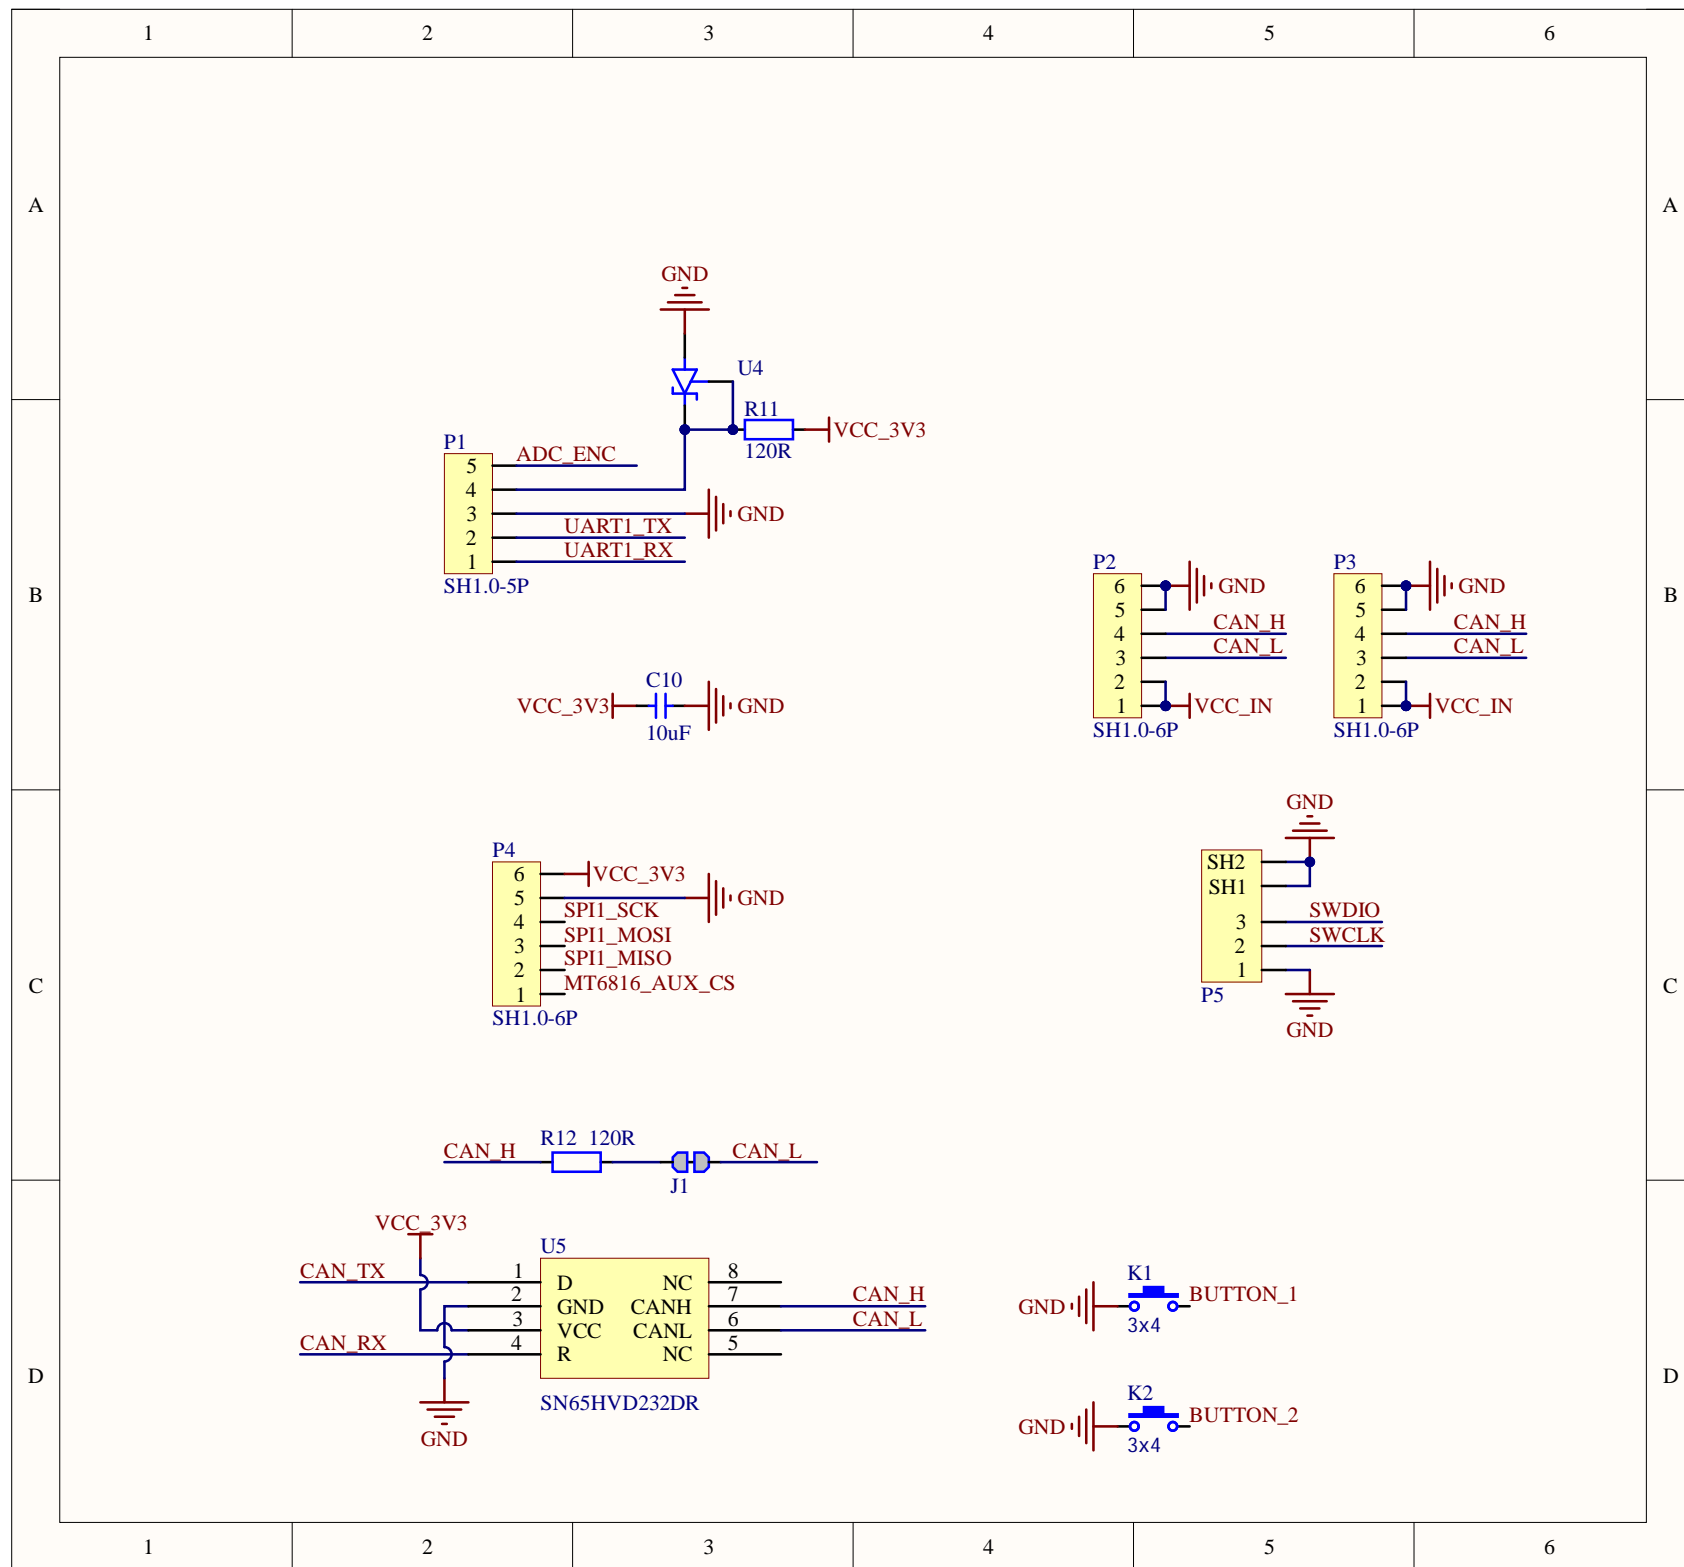 1 2 3 4 5 6
A A
GND
U4
R11
VCC_3V3
120R
P1
5 ADC_ENC
4
3 GND
2 UART1_TX
1 UART1_RX
SH1.0-5P
B B
P2
6 GND
5
4 CAN_H
3 CAN_L
2
1 VCC_IN
SH1.0-6P
P3
6 GND
5
4 CAN_H
3 CAN_L
2
1 VCC_IN
SH1.0-6P
C10
VCC_3V3 GND
10uF
P4
6 VCC_3V3
5 GND
4 SPI1_SCK
3 SPI1_MOSI
2 SPI1_MISO
1 MT6816_AUX_CS
SH1.0-6P
GND
SH2
SH1
3 SWDIO
2 SWCLK
1
P5
GND
C C
R12 120R
CAN_H CAN_L
J1
VCC_3V3
U5
CAN_TX 1 D NC 8
2 GND CANH 7 CAN_H
3 VCC CANL 6 CAN_L
CAN_RX 4 R NC 5
SN65HVD232DR
GND
K1
GND BUTTON_1
3x4
K2
GND BUTTON_2
3x4
D D
1 2 3 4 5 6